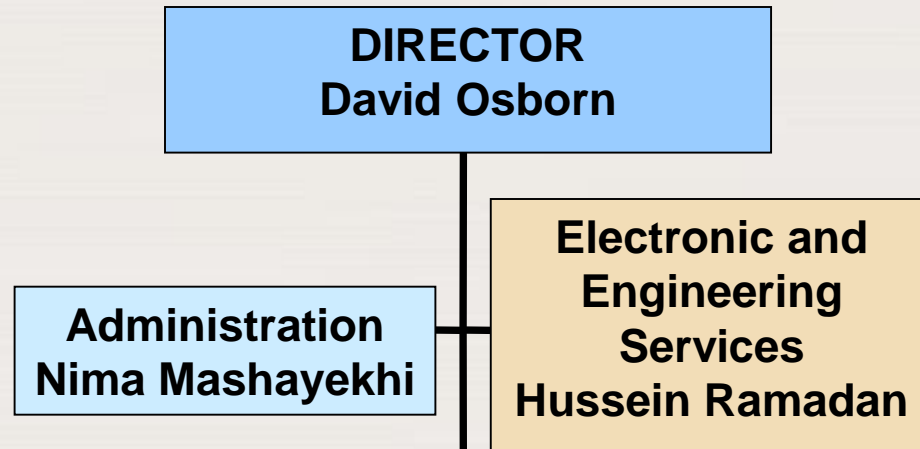 DIRECTOR
David Osborn
Electronic and
Engineering
Services
Hussein Ramadan
Administration
Nima Mashayekhi